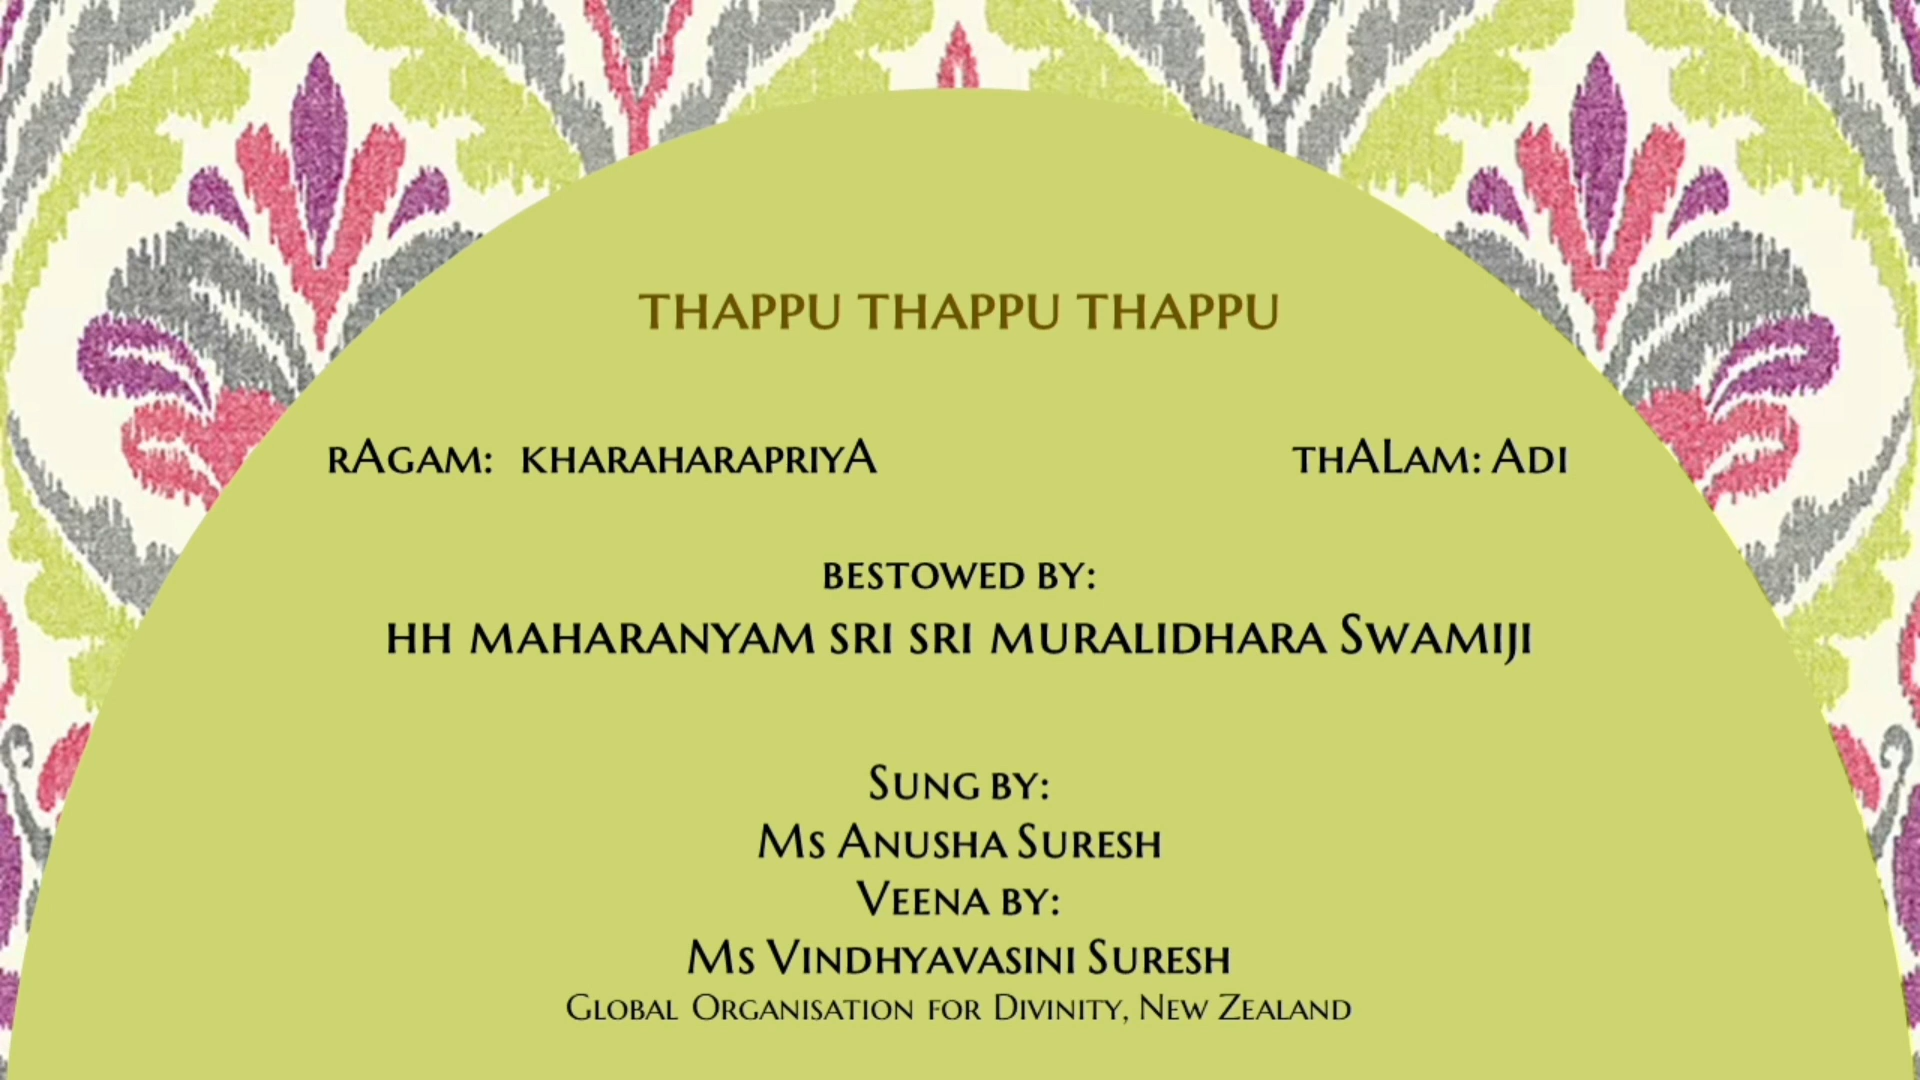 THAPPU THAPPU THAPPU
rAgam: kharaharapriyA thALam: Adi
bestowed by:
hh maharanyam sri sri muralidhara Swamiji
Sung by:
Ms Anusha Suresh
Veena by:
Ms Vindhyavasini Suresh
Global Organisation for Divinity, New Zealand